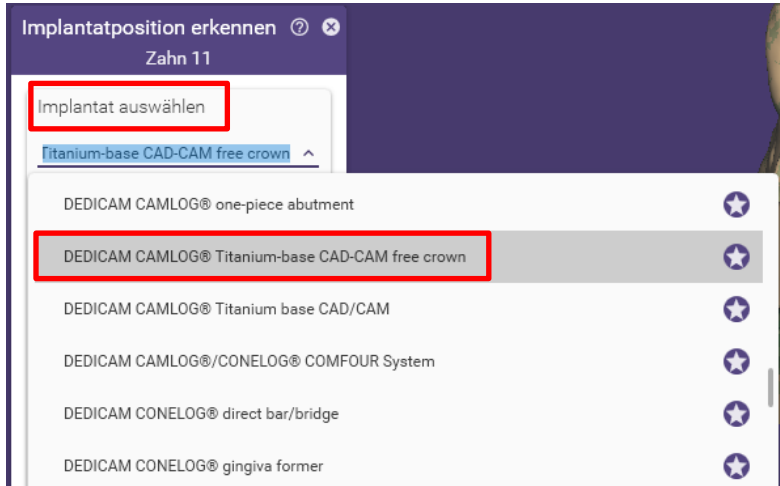 Implantatposition erkennen
Zahn 11
Implantat auswählen
Titanium-base CAD-CAM free crown
DEDICAM CAMLOG® one-piece abutment
DEDICAM CAMLOG® Titanium-base CAD-CAM free crown
DEDICAM CAMLOG® Titanium base CAD/CAM
DEDICAM CAMLOG®/CONELOG® COMFOUR System
DEDICAM CONELOG® direct bar/bridge
DEDICAM CONELOG® gingiva former